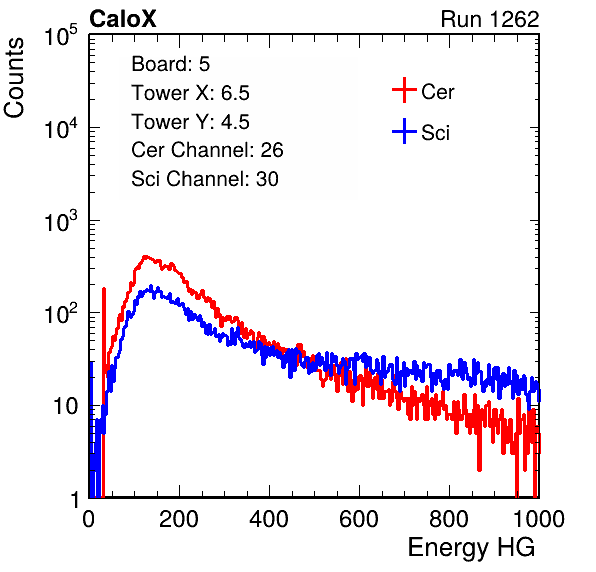 CaloX Run 1262
Counts
10^5
10^4
10^3
10^2
10
1
Board: 5
Tower X: 6.5
Tower Y: 4.5
Cer Channel: 26
Sci Channel: 30
Cer
Sci
0 200 400 600 800 1000
Energy HG